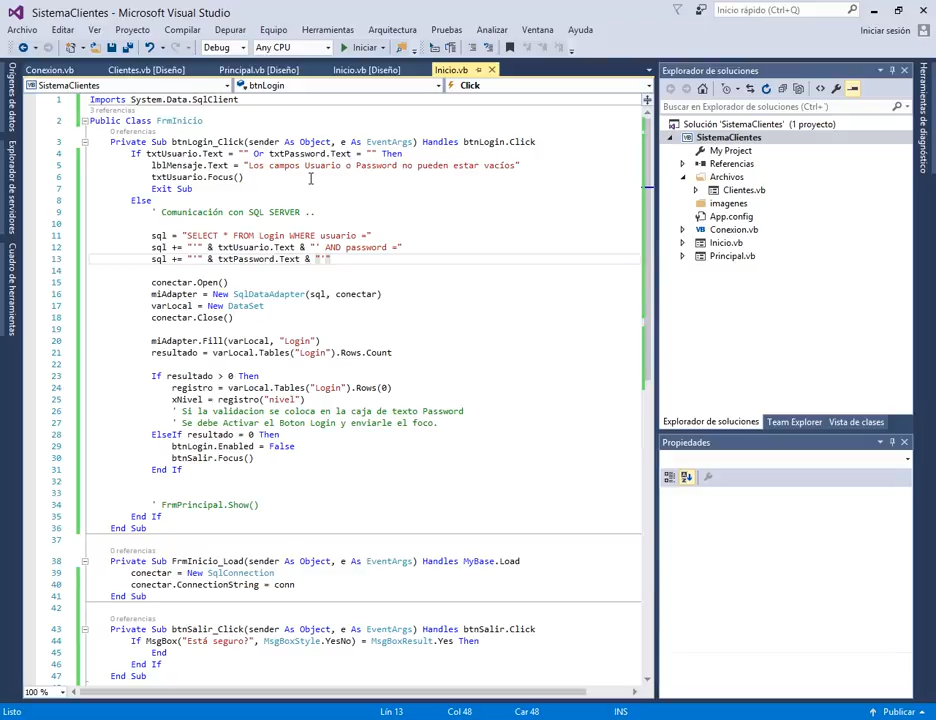 SistemaClientes - Microsoft Visual Studio
Inicio rápido (Ctrl+Q)
Archivo Editar Ver Proyecto Compilar Depurar Equipo Herramientas Arquitectura Pruebas Analizar Ventana Ayuda
Iniciar sesión
Debug Any CPU Iniciar
Conexion.vb Clientes.vb [Diseño] Principal.vb [Diseño] Inicio.vb [Diseño] Inicio.vb
SistemaClientes btnLogin Click
Orígenes de datos
Explorador de servidores
Cuadro de herramientas
1 Imports System.Data.SqlClient
3 referencias
2 Public Class FrmInicio
0 referencias
3 Private Sub btnLogin_Click(sender As Object, e As EventArgs) Handles btnLogin.Click
4 If txtUsuario.Text = "" Or txtPassword.Text = "" Then
5 lblMensaje.Text = "Los campos Usuario o Password no pueden estar vacíos"
6 txtUsuario.Focus()
7 Exit Sub
8 Else
9 ' Comunicación con SQL SERVER ..
10
11 sql = "SELECT * FROM Login WHERE usuario ="
12 sql += "'" & txtUsuario.Text & "' AND password ="
13 sql += "'" & txtPassword.Text & "'"
14
15 conectar.Open()
16 miAdapter = New SqlDataAdapter(sql, conectar)
17 varLocal = New DataSet
18 conectar.Close()
19
20 miAdapter.Fill(varLocal, "Login")
21 resultado = varLocal.Tables("Login").Rows.Count
22
23 If resultado > 0 Then
24 registro = varLocal.Tables("Login").Rows(0)
25 xNivel = registro("nivel")
26 ' Si la validacion se coloca en la caja de texto Password
27 ' Se debe Activar el Boton Login y enviarle el foco.
28 ElseIf resultado = 0 Then
29 btnLogin.Enabled = False
30 btnSalir.Focus()
31 End If
32
33
34 ' FrmPrincipal.Show()
35 End If
36 End Sub
37
0 referencias
38 Private Sub FrmInicio_Load(sender As Object, e As EventArgs) Handles MyBase.Load
39 conectar = New SqlConnection
40 conectar.ConnectionString = conn
41 End Sub
42
0 referencias
43 Private Sub btnSalir_Click(sender As Object, e As EventArgs) Handles btnSalir.Click
44 If MsgBox("Está seguro?", MsgBoxStyle.YesNo) = MsgBoxResult.Yes Then
45 End
46 End If
47 End Sub
100 %
Explorador de soluciones
Buscar en Explorador de soluciones (Ctrl+'
Solución 'SistemaClientes' (1 proyecto)
SistemaClientes
My Project
Referencias
Archivos
Clientes.vb
imagenes
App.config
Conexion.vb
Inicio.vb
Principal.vb
Explorador de soluciones Team Explorer Vista de clases
Propiedades
Herramientas de diagnóstico
Listo Lín 13 Col 48 Car 48 INS Publicar